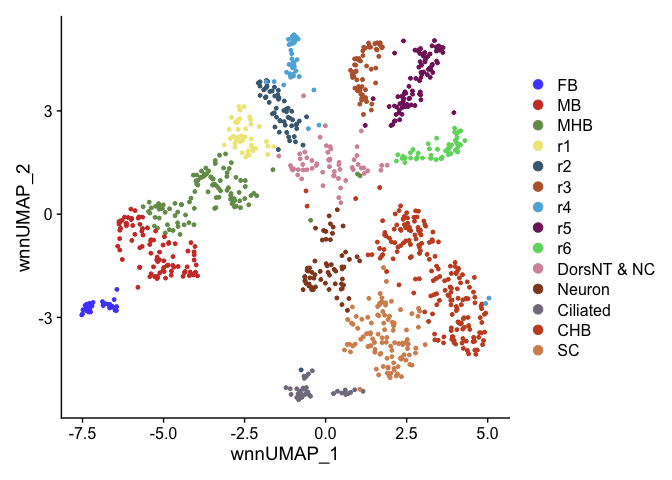 wnnUMAP_2
3
0
-3
-7.5
-5.0
-2.5
0.0
2.5
5.0
wnnUMAP_1
FB
MB
MHB
r1
r2
r3
r4
r5
r6
DorsNT & NC
Neuron
Ciliated
CHB
SC